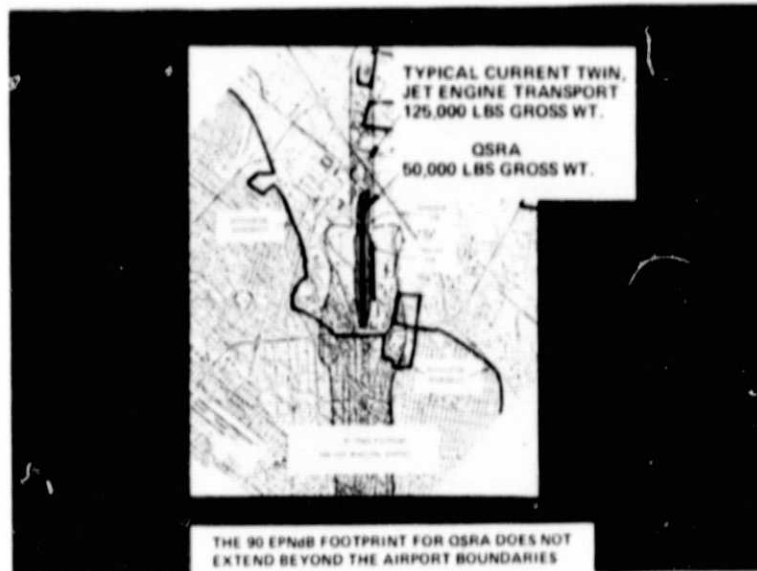 TYPICAL CURRENT TWIN,
JET ENGINE TRANSPORT
125,000 LBS GROSS WT.
QSRA
50,000 LBS GROSS WT.
THE 90 EPNdB FOOTPRINT FOR QSRA DOES NOT
EXTEND BEYOND THE AIRPORT BOUNDARIES